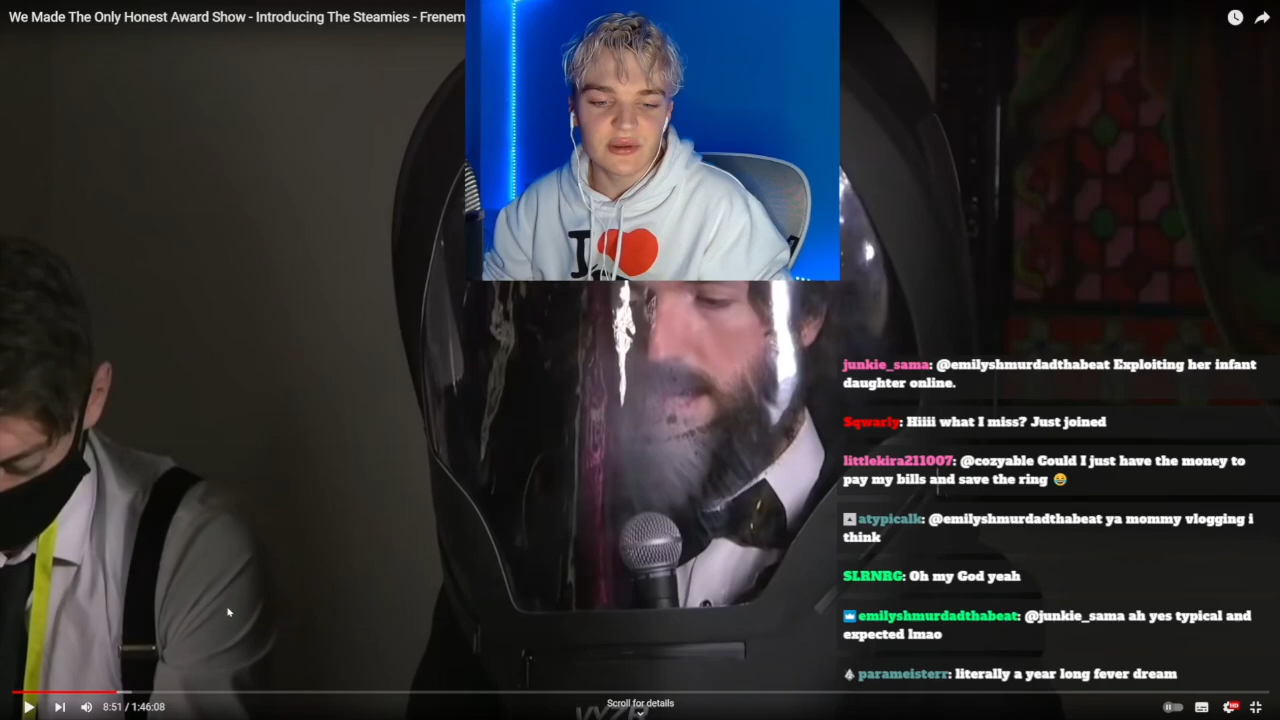 We Made The Only Honest Award Show - Introducing The Steamies - Frenem
I
junkie_sama: @emilyshmurdadthabeat Exploiting her infant
daughter online.
Sqwarly: Hiiii what I miss? Just joined
littlekira211007: @cozyable Could I just have the money to
pay my bills and save the ring 😂
atypicalk: @emilyshmurdadthabeat ya mommy vlogging i
think
SLRNRG: Oh my God yeah
emilyshmurdadthabeat: @junkie_sama ah yes typical and
expected lmao
parameisterr: literally a year long fever dream
8:51 / 1:46:08
Scroll for details
HD
VYZR